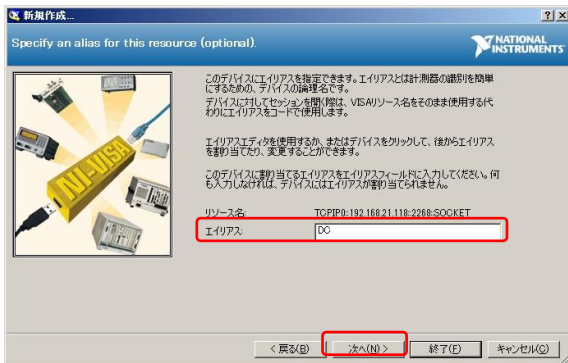 新規作成...
Specify an alias for this resource (optional).
NATIONAL
INSTRUMENTS
このデバイスにエイリアスを指定できます。エイリアスとは計測器の識別を簡単
にするための、デバイスの論理名です。
デバイスに対してセッションを開く際は、VISAリソース名をそのまま使用する代
わりにエイリアスをコードで使用します。
エイリアスエディタを使用するか、またはデバイスをクリックして、後からエイリアス
を割り当てたり、変更することができます。
このデバイスに割り当てるエイリアスをエイリアスフィールドに入力してください。何
も入力しなければ、デバイスにはエイリアスが割り当てられません。
NI-VISA
リソース名: TCPIP0::192.168.21.118::2268::SOCKET
エイリアス: DC
< 戻る(B) 次へ(N) > 終了(F) キャンセル(C)